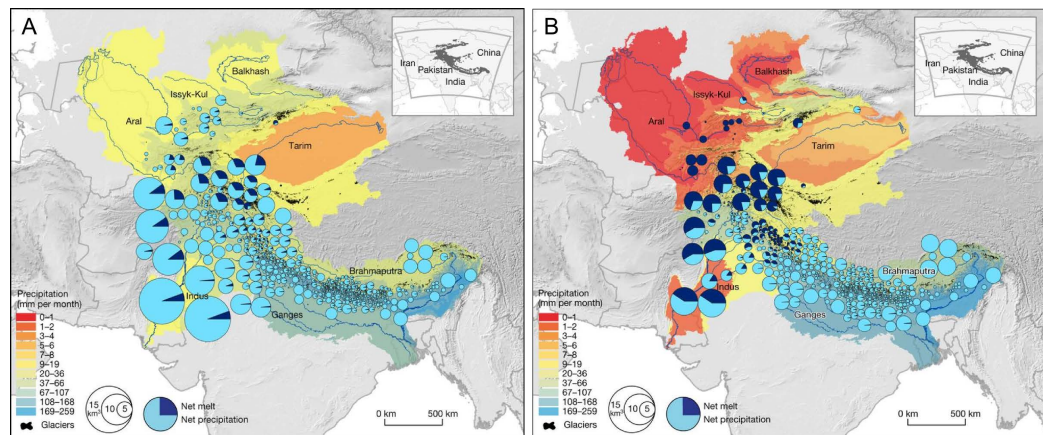 A
China
Iran
Pakistan
India
Balkhash
Issyk-Kul
Aral
Tarim
Brahmaputra
Indus
Ganges
Precipitation
(mm per month)
0–1
1–2
3–4
5–6
7–8
9–19
20–36
37–66
67–107
108–168
169–259
Glaciers
15
km³
10
5
Net melt
Net precipitation
0 km
500 km
B
China
Iran
Pakistan
India
Balkhash
Issyk-Kul
Aral
Tarim
Brahmaputra
Indus
Ganges
Precipitation
(mm per month)
0–1
1–2
3–4
5–6
7–8
9–19
20–36
37–66
67–107
108–168
169–259
Glaciers
15
km³
10
5
Net melt
Net precipitation
0 km
500 km